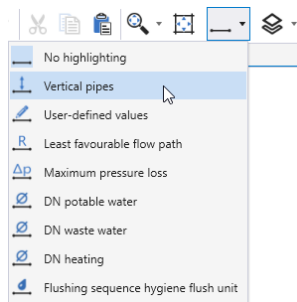 No highlighting
Vertical pipes
User-defined values
R Least favourable flow path
Δp Maximum pressure loss
DN potable water
DN waste water
DN heating
Flushing sequence hygiene flush unit